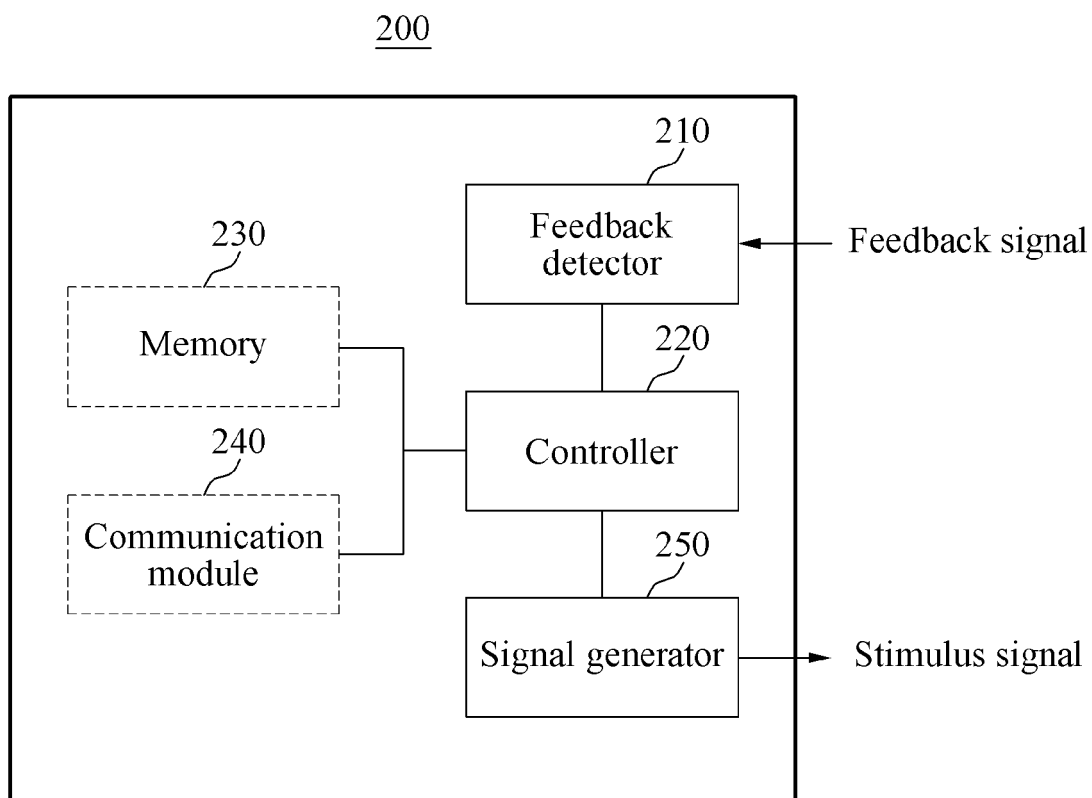 200
210
Feedback
detector
Feedback signal
230
Memory
220
Controller
240
Communication
module
250
Signal generator
Stimulus signal